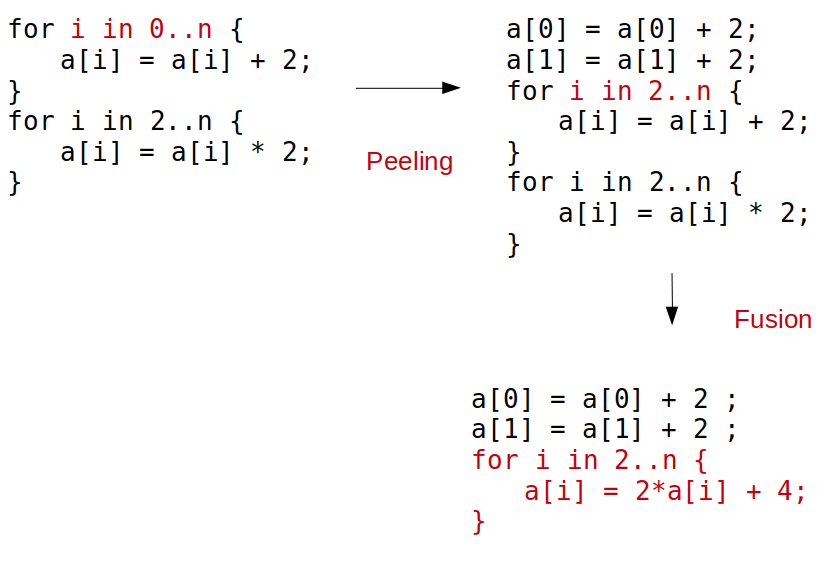 for i in 0..n {
    a[i] = a[i] + 2;
}
for i in 2..n {
    a[i] = a[i] * 2;
}
Peeling
a[0] = a[0] + 2;
a[1] = a[1] + 2;
for i in 2..n {
    a[i] = a[i] + 2;
}
for i in 2..n {
    a[i] = a[i] * 2;
}
Fusion
a[0] = a[0] + 2 ;
a[1] = a[1] + 2 ;
for i in 2..n {
    a[i] = 2*a[i] + 4;
}